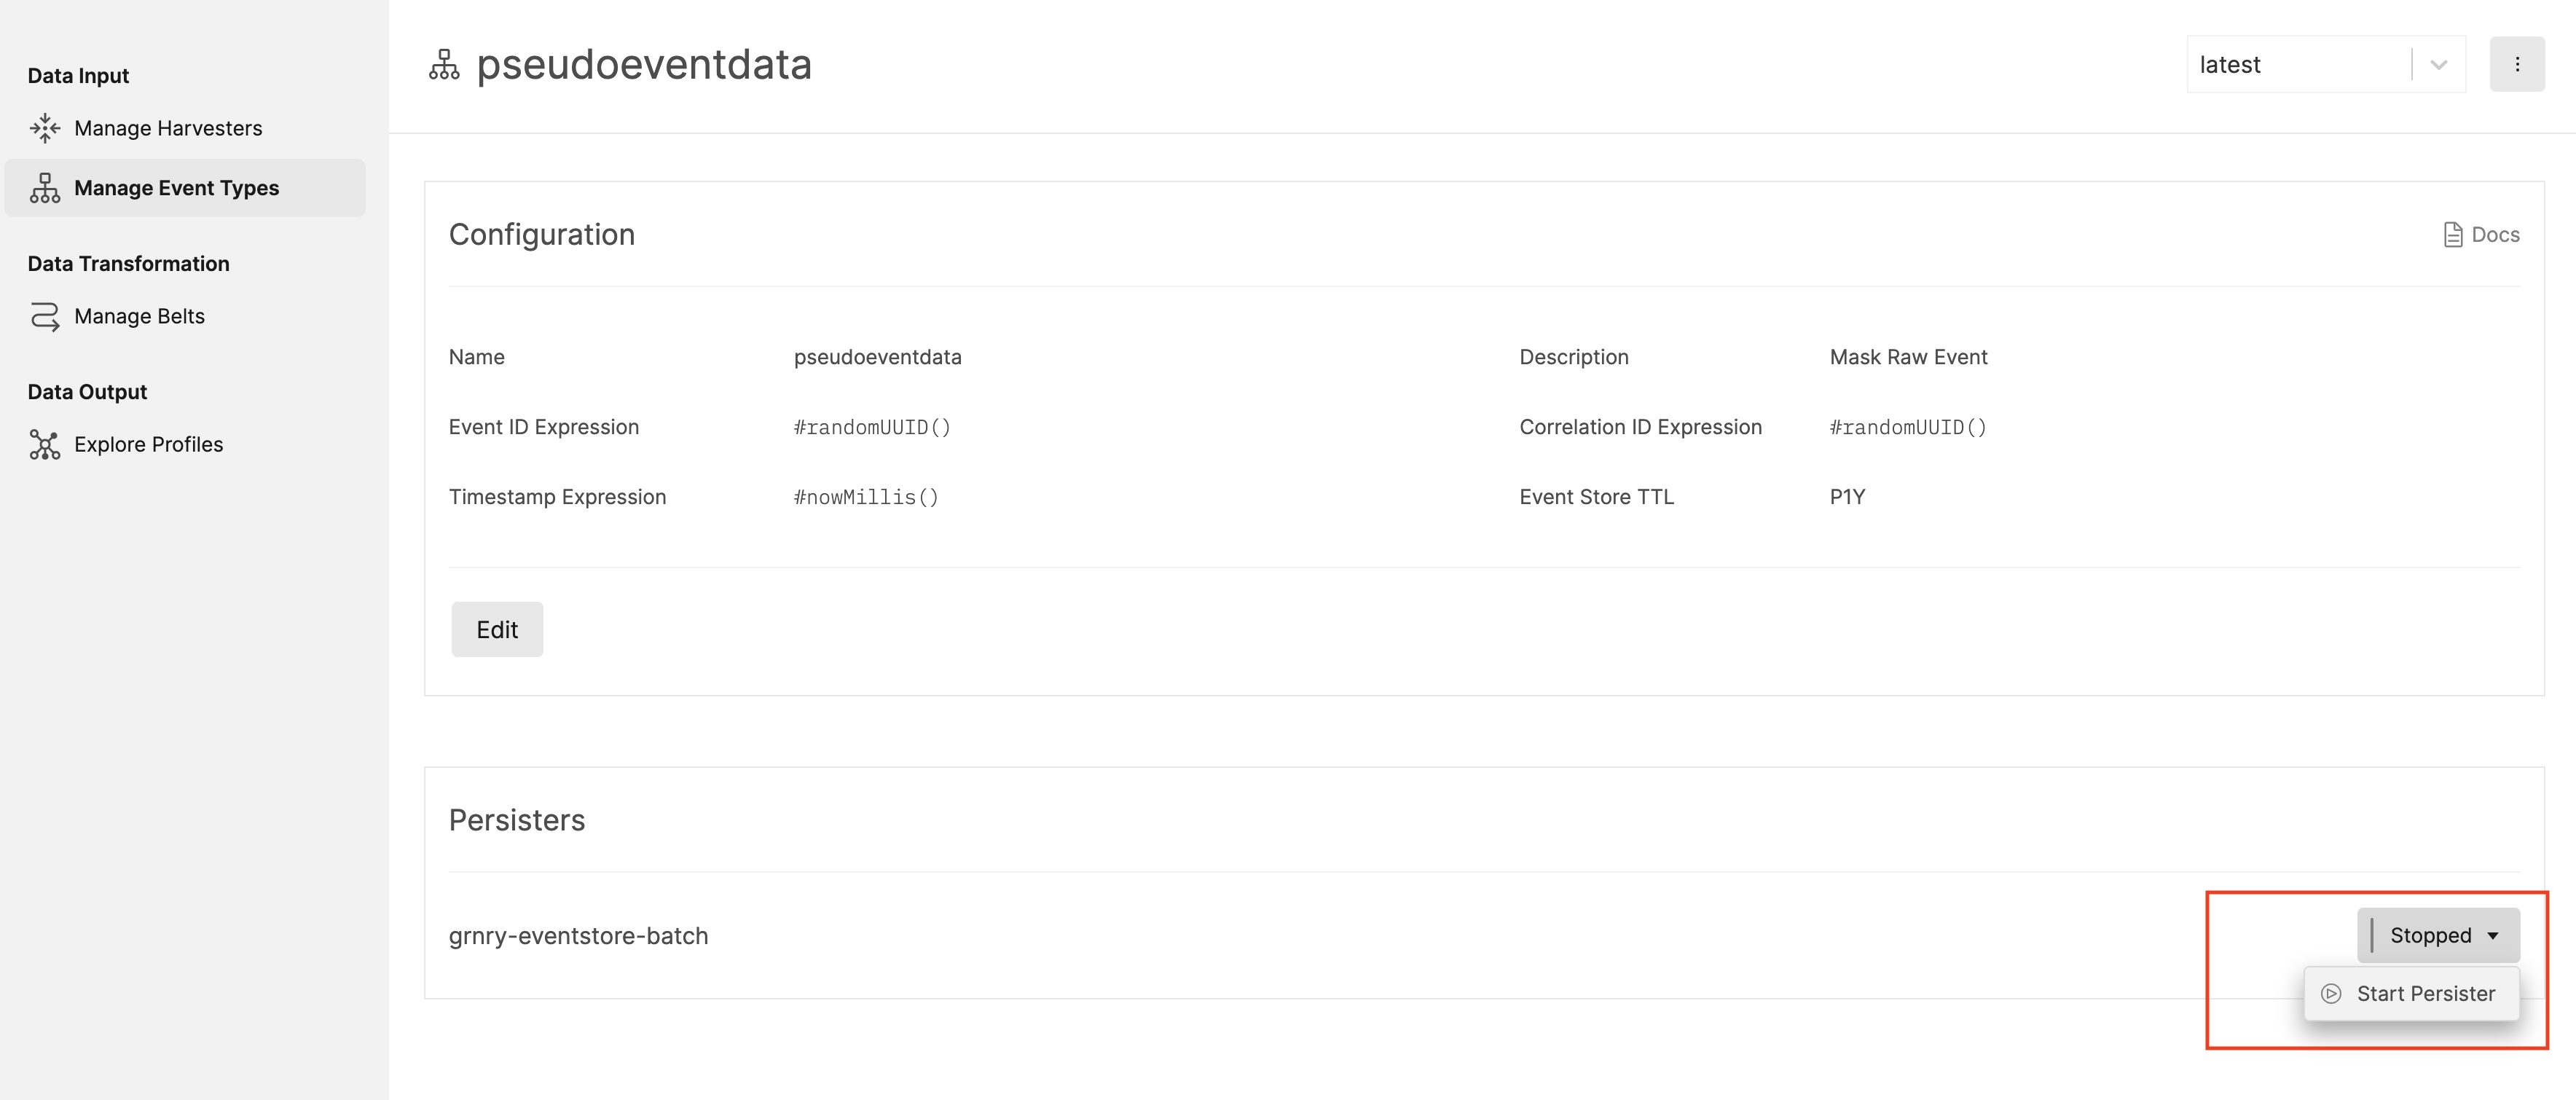 Data Input
Manage Harvesters
Manage Event Types
Data Transformation
Manage Belts
Data Output
Explore Profiles
pseudoeventdata
latest
Configuration
Docs
Name pseudoeventdata Description Mask Raw Event
Event ID Expression #randomUUID() Correlation ID Expression #randomUUID()
Timestamp Expression #nowMillis() Event Store TTL P1Y
Edit
Persisters
grnry-eventstore-batch Stopped
Start Persister